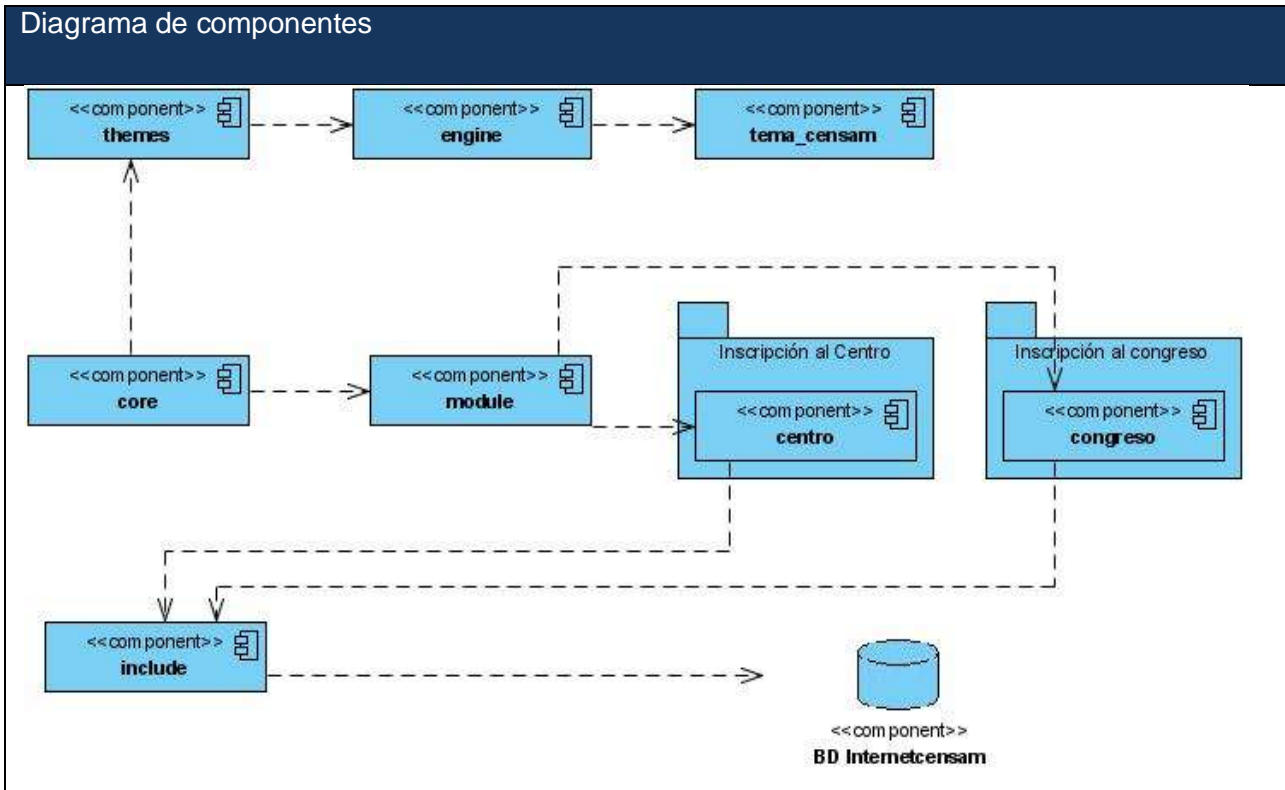 Diagrama de componentes
<<component>>
themes
<<component>>
engine
<<component>>
tema_censam
<<component>>
core
<<component>>
module
Inscripción al Centro
<<component>>
centro
Inscripción al congreso
<<component>>
congreso
<<component>>
include
<<component>>
BD Internetcensam